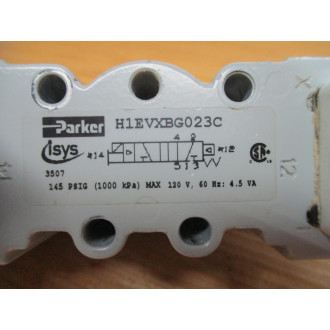 Parker H1EVXBG023C
isys
4 2
14 12
5 1 3
3507
145 PSIG (1000 kPa) MAX 120 V, 60 Hz: 4.5 VA
X
12